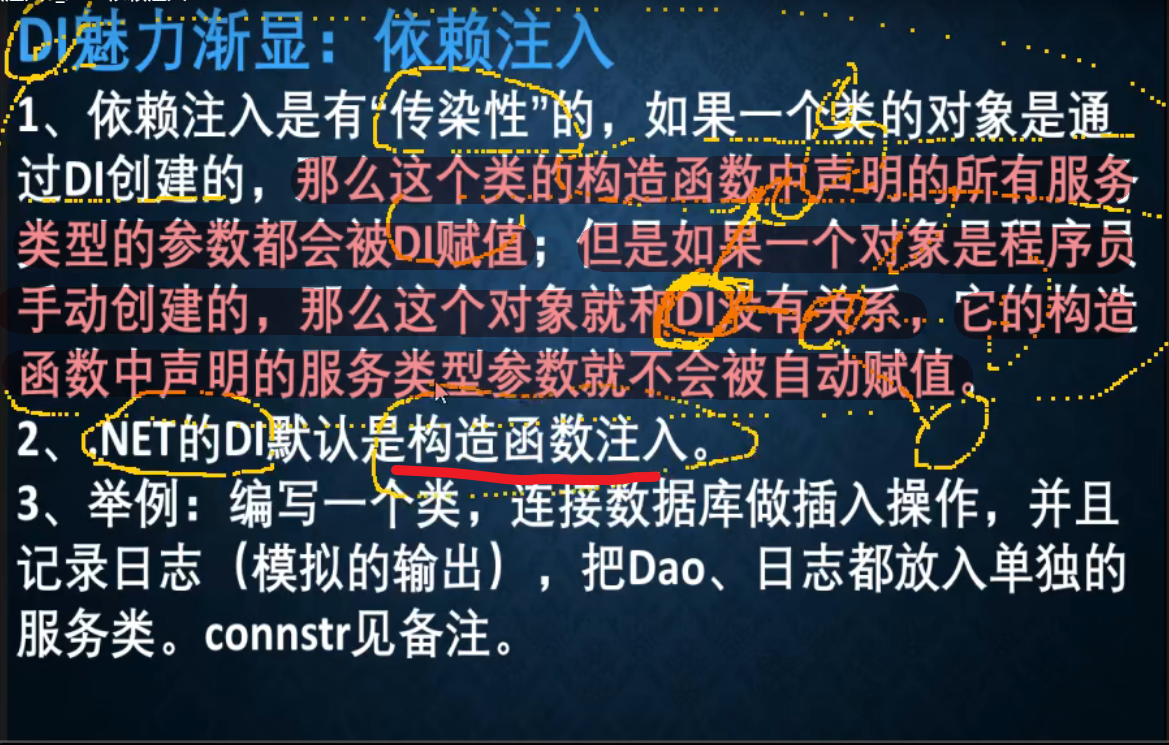 DI魅力渐显：依赖注入
1、依赖注入是有“传染性”的，如果一个类的对象是通
过DI创建的，那么这个类的构造函数中声明的所有服务
类型的参数都会被DI赋值；但是如果一个对象是程序员
手动创建的，那么这个对象就和DI没有关系，它的构造
函数中声明的服务类型参数就不会被自动赋值。
2、.NET的DI默认是构造函数注入。
3、举例：编写一个类，连接数据库做插入操作，并且
记录日志（模拟的输出），把Dao、日志都放入单独的
服务类。connstr见备注。